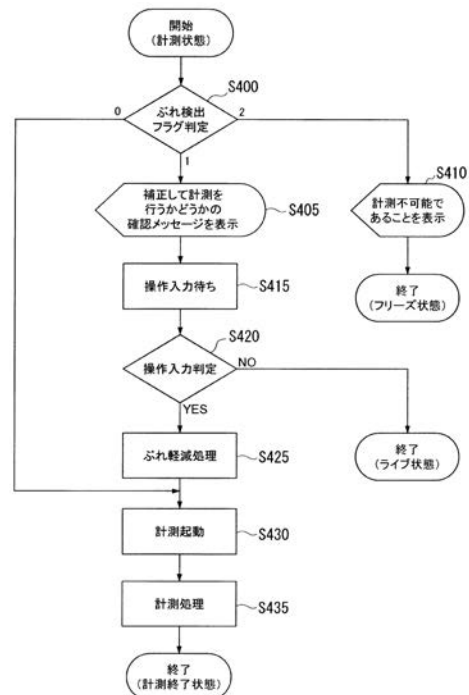 開始
(計測状態)
S400
ぶれ検出
フラグ判定
0
2
1
S410
補正して計測を
行うかどうかの
確認メッセージを表示
S405
計測不可能で
あることを表示
操作入力待ち
S415
終了
(フリーズ状態)
S420
操作入力判定
NO
YES
ぶれ軽減処理
S425
終了
(ライブ状態)
計測起動
S430
計測処理
S435
終了
(計測終了状態)